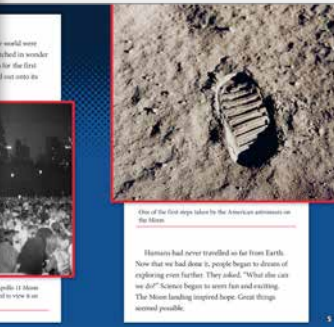 world were
tched in wonder
for the first
d out onto its
pollo 11 Moon
ed to view it on
One of the first steps taken by the American astronauts on
the Moon
Humans had never travelled so far from Earth.
Now that we had done it, people began to dream of
exploring even further. They asked, "What else can
we do?" Science began to seem fun and exciting.
The Moon landing inspired hope. Great things
seemed possible.
5